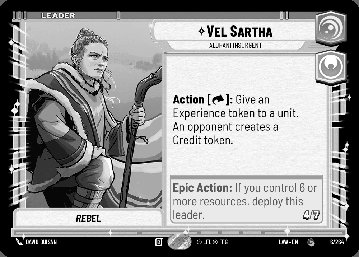 LEADER
VEL SARTHA
Action [ ]: Give an
Experience token to a unit.
An opponent creates a
Credit token.
Epic Action: If you control 6 or
more resources, deploy this
leader.
4/7
REBEL